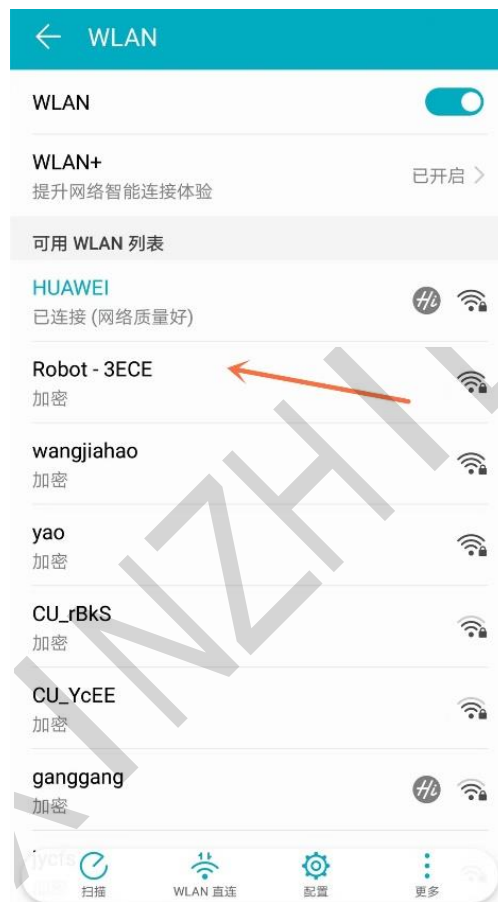 WLAN
WLAN
WLAN+
提升网络智能连接体验
已开启
可用 WLAN 列表
HUAWEI
已连接 (网络质量好)
Hi
Robot - 3ECE
加密
wangjiahao
加密
yao
加密
CU_rBkS
加密
CU_YcEE
加密
ganggang
加密
Hi
扫描
WLAN 直连
配置
更多
XINZHI